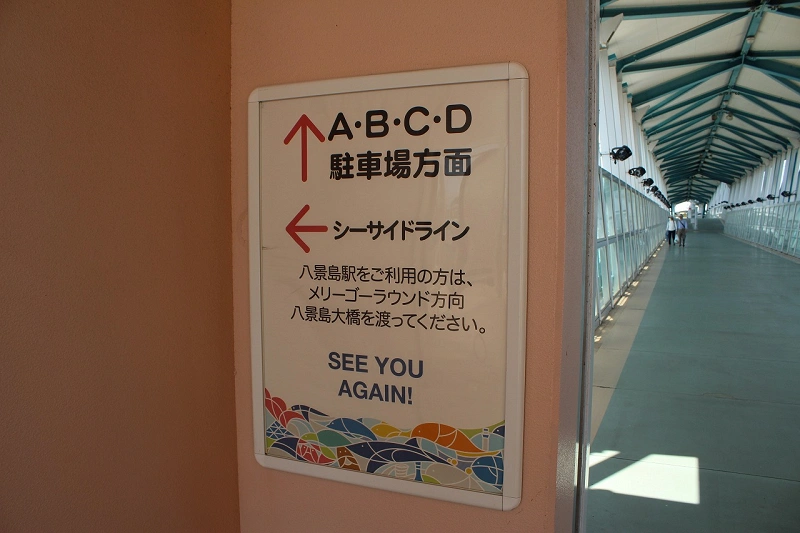 A・B・C・D
駐車場方面
シーサイドライン
八景島駅をご利用の方は、
メリーゴーラウンド方向
八景島大橋を渡ってください。
SEE YOU
AGAIN!